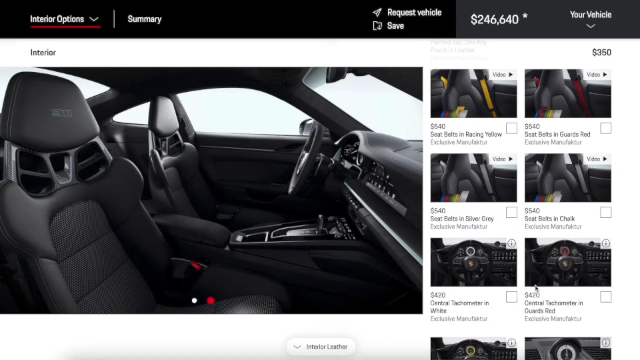 Interior Options
Summary
Request vehicle
Save
$246,640 *
Your Vehicle
Interior
$350
Video
Video
$540
Seat Belts in Racing Yellow
Exclusive Manufaktur
$540
Seat Belts in Guards Red
Exclusive Manufaktur
Video
Video
$540
Seat Belts in Silver Grey
Exclusive Manufaktur
$540
Seat Belts in Chalk
Exclusive Manufaktur
$420
Central Tachometer in
White
Exclusive Manufaktur
$420
Central Tachometer in
Guards Red
Exclusive Manufaktur
Interior Leather